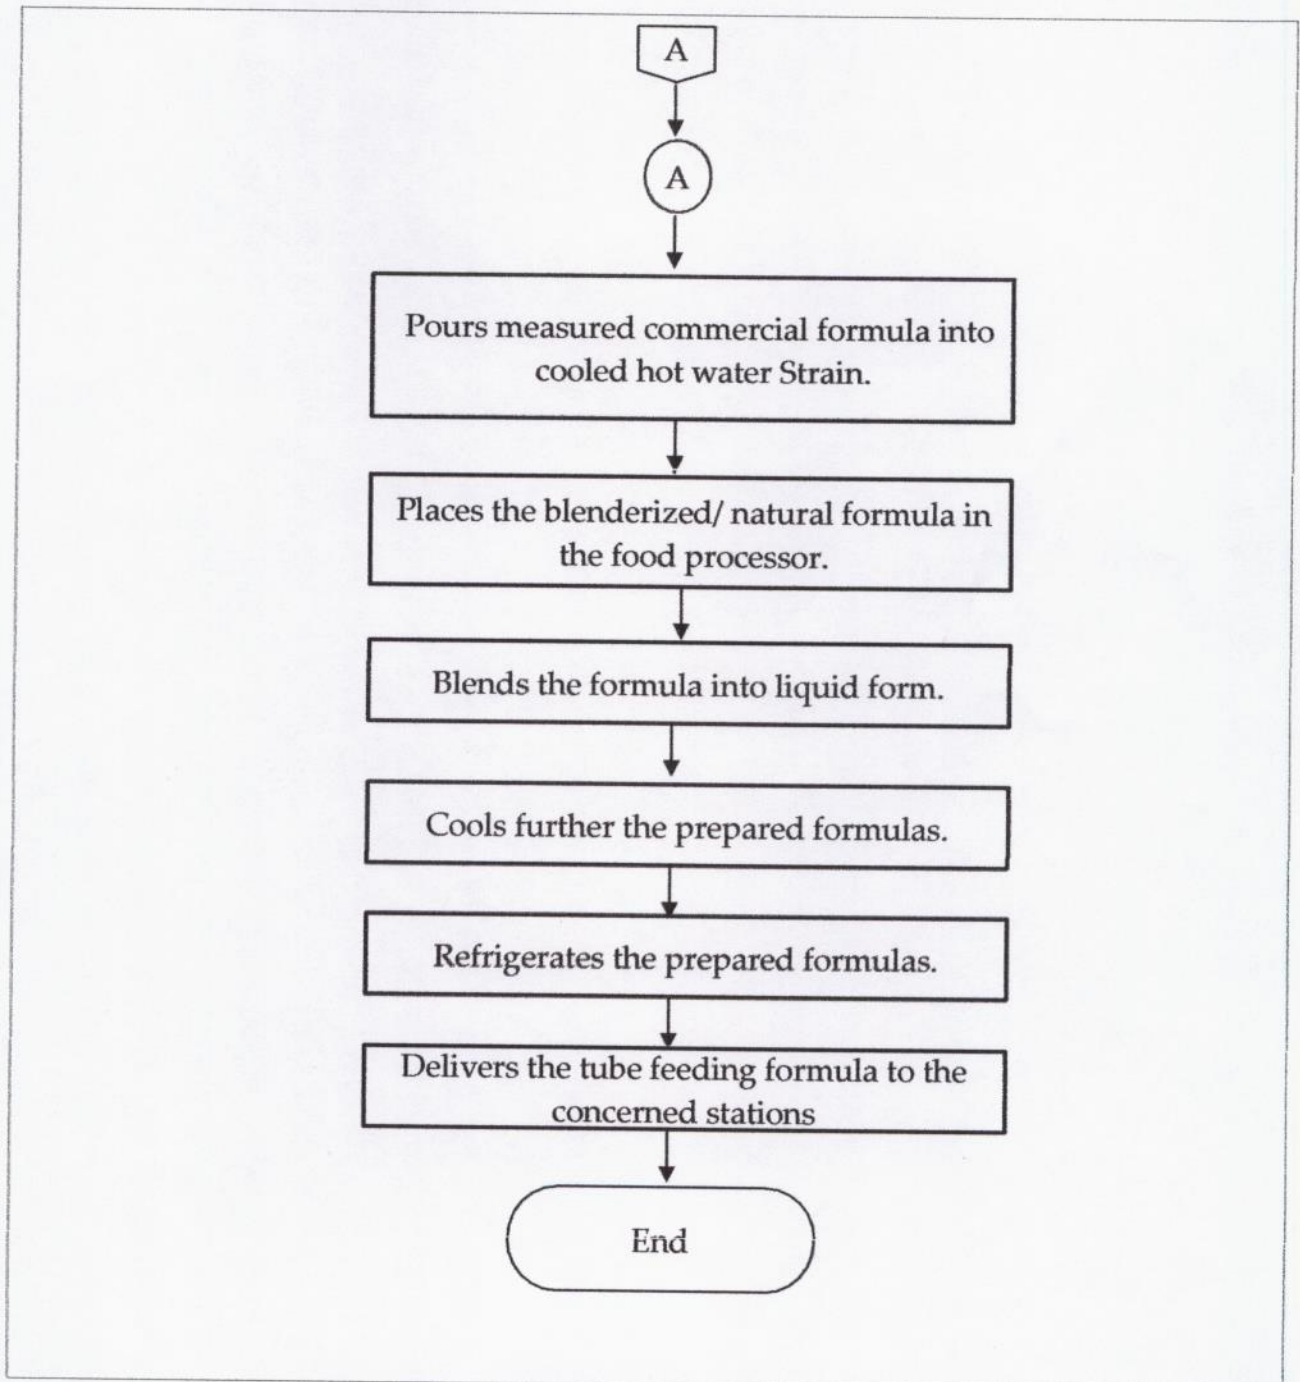 A
A
Pours measured commercial formula into
cooled hot water Strain.
Places the blenderized/ natural formula in
the food processor.
Blends the formula into liquid form.
Cools further the prepared formulas.
Refrigerates the prepared formulas.
Delivers the tube feeding formula to the
concerned stations
End